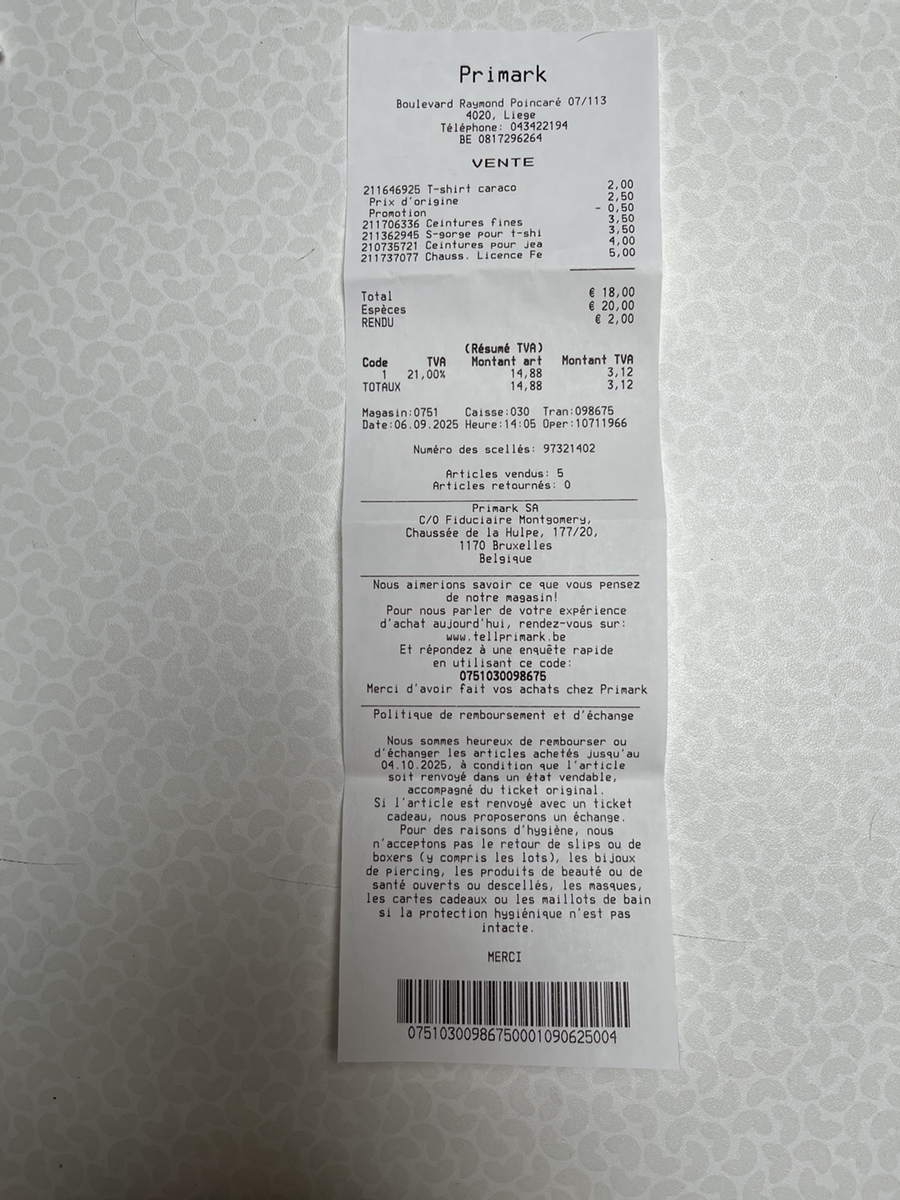 Primark
Boulevard Raymond Poincaré 07/113
4020, Liege
Téléphone: 043422194
BE 0817296264
VENTE
211646925 T-shirt caraco 2,00
Prix d'origine 2,50
Promotion - 0,50
211706336 Ceintures fines 3,50
211362945 S-gorge pour t-shi 3,50
210735721 Ceintures pour jea 4,00
211737077 Chauss. Licence Fe 5,00
Total € 18,00
Espèces € 20,00
RENDU € 2,00
(Résumé TVA)
Code TVA Montant art Montant TVA
1 21,00% 14,88 3,12
TOTAUX 14,88 3,12
Magasin:0751 Caisse:030 Tran:098675
Date:06.09.2025 Heure:14:05 Oper:10711966
Numéro des scellés: 97321402
Articles vendus: 5
Articles retournés: 0
Primark SA
C/O Fiduciaire Montgomery,
Chaussée de la Hulpe, 177/20,
1170 Bruxelles
Belgique
Nous aimerions savoir ce que vous pensez
de notre magasin!
Pour nous parler de votre expérience
d'achat aujourd'hui, rendez-vous sur:
www.tellprimark.be
Et répondez à une enquête rapide
en utilisant ce code:
0751030098675
Merci d'avoir fait vos achats chez Primark
Politique de remboursement et d'échange
Nous sommes heureux de rembourser ou
d'échanger les articles achetés jusqu'au
04.10.2025, à condition que l'article
soit renvoyé dans un état vendable,
accompagné du ticket original.
Si l'article est renvoyé avec un ticket
cadeau, nous proposerons un échange.
Pour des raisons d'hygiène, nous
n'acceptons pas le retour de slips ou de
boxers (y compris les lots), les bijoux
de piercing, les produits de beauté ou de
santé ouverts ou descellés, les masques,
les cartes cadeaux ou les maillots de bain
si la protection hygiénique n'est pas
intacte.
MERCI
07510300986750001090625004